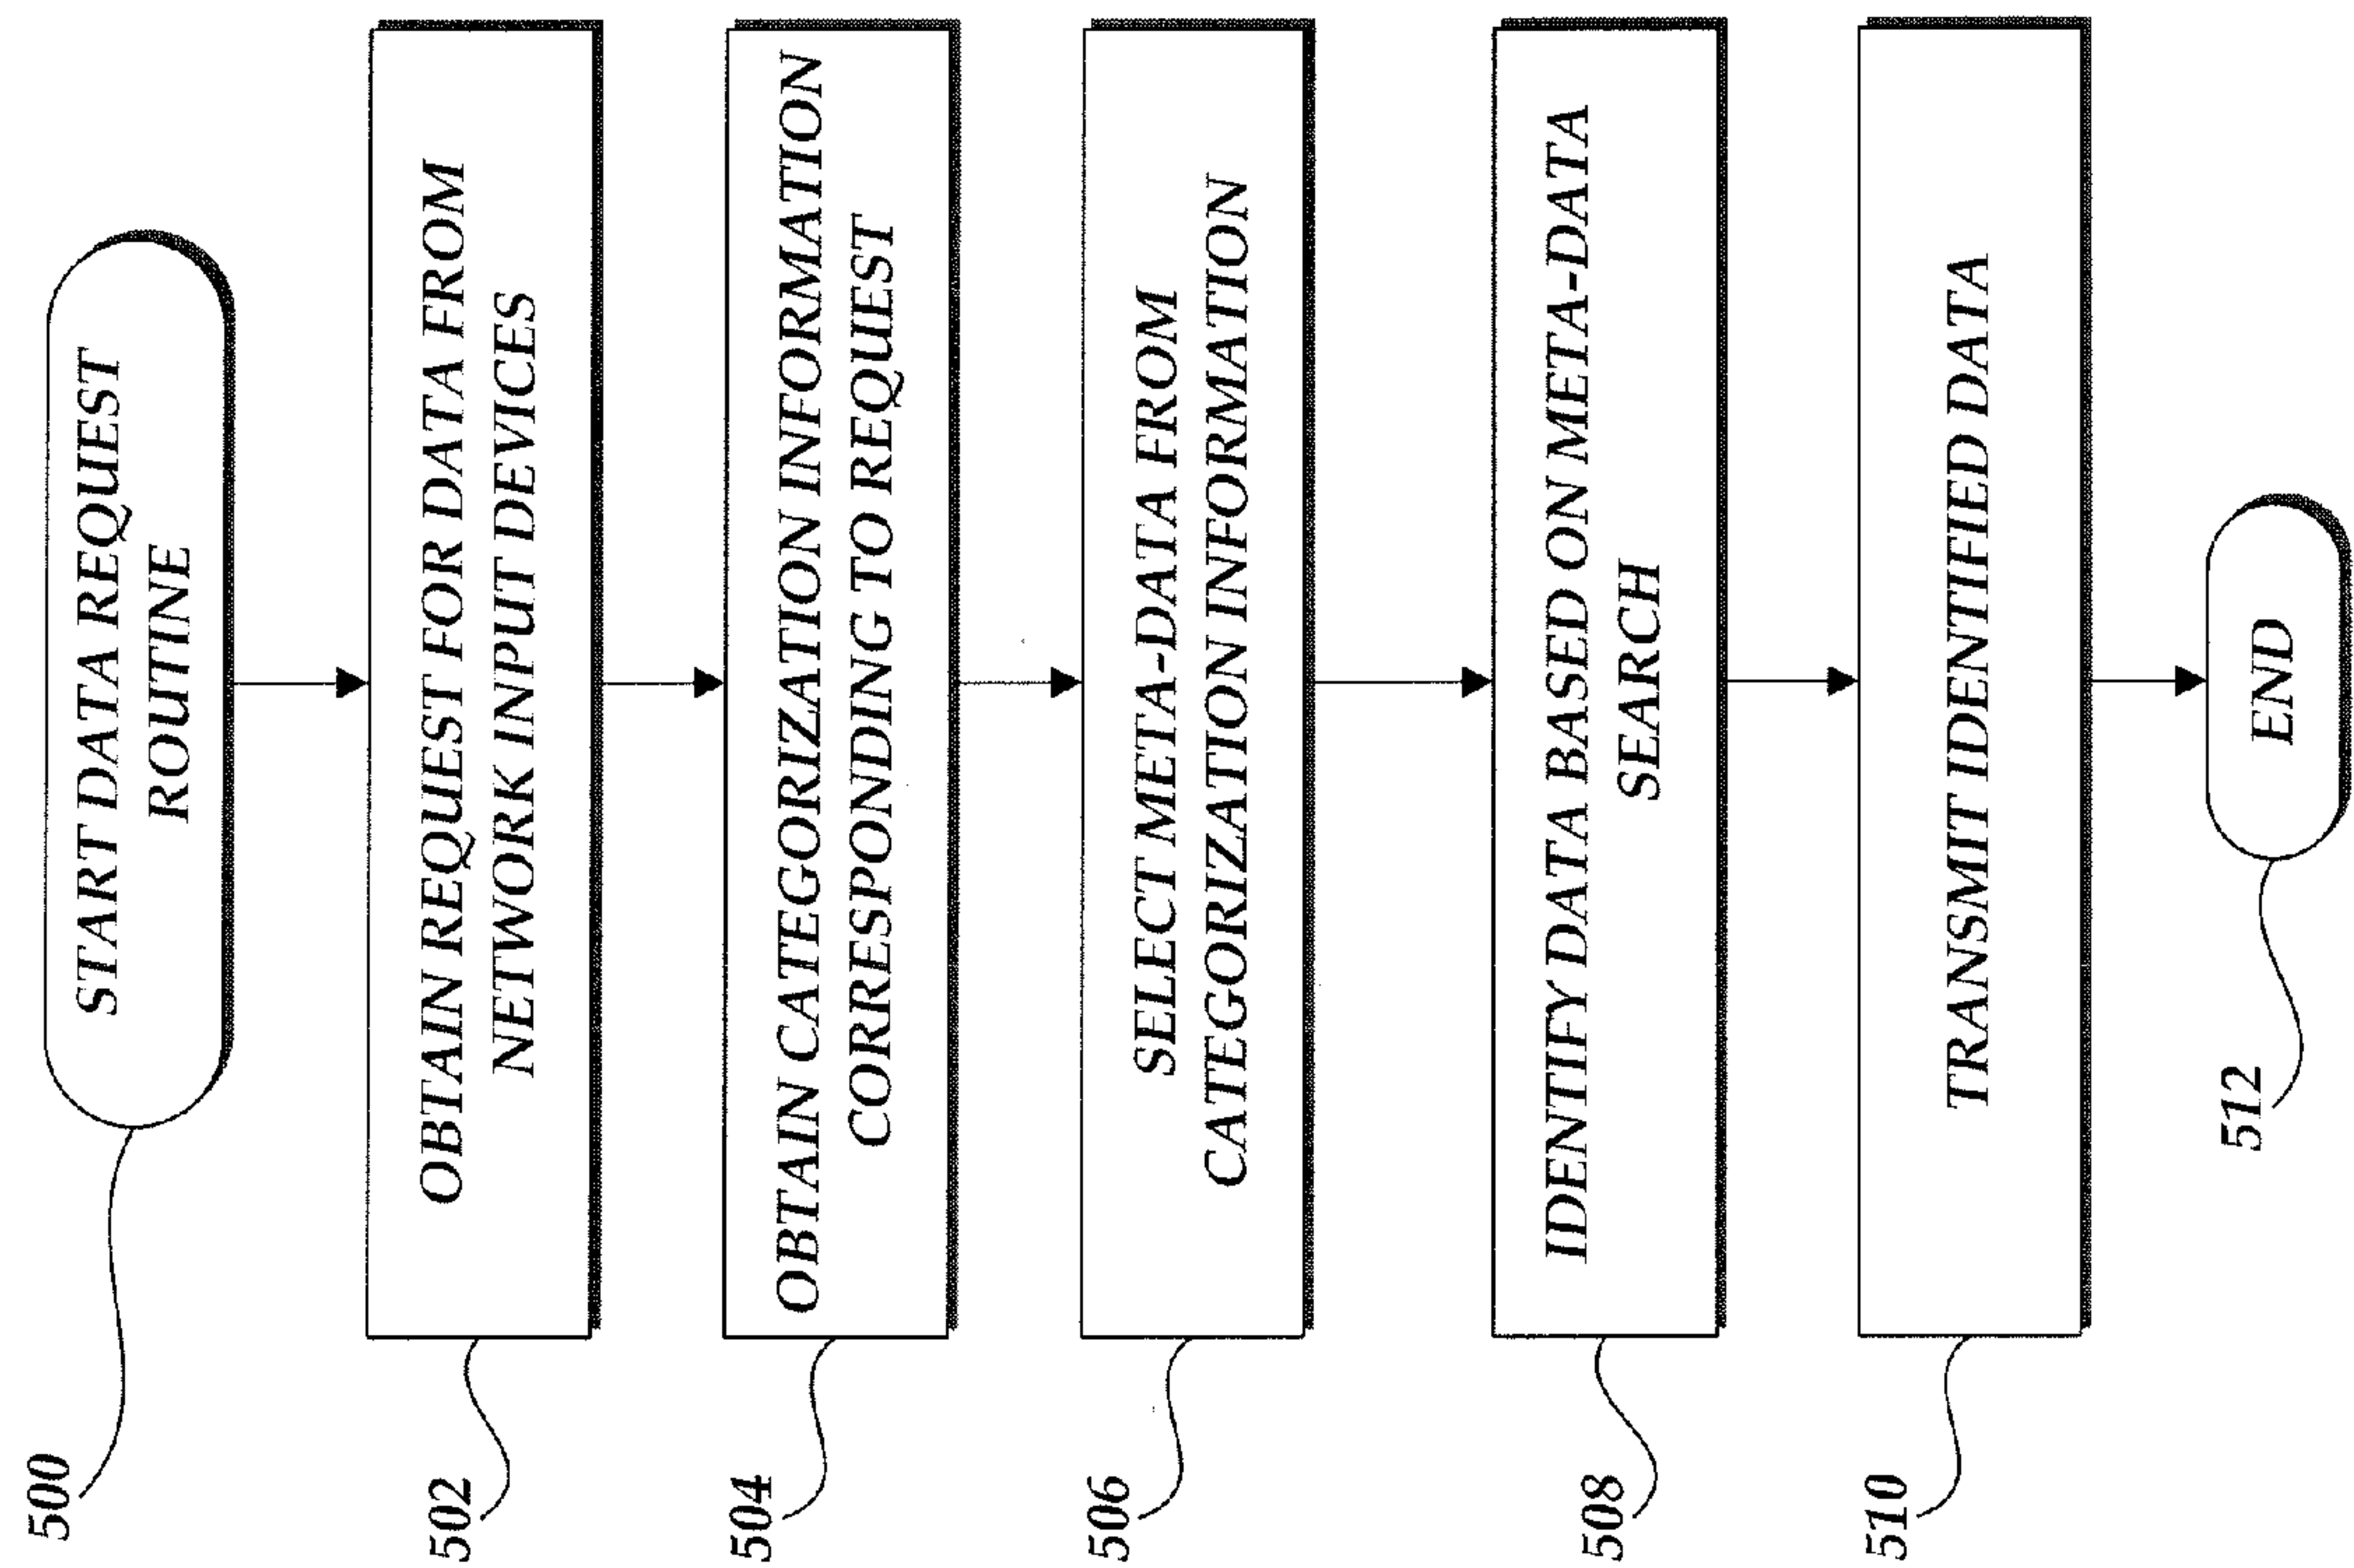 500
START DATA REQUEST
ROUTINE
502
OBTAIN REQUEST FOR DATA FROM
NETWORK INPUT DEVICES
504
OBTAIN CATEGORIZATION INFORMATION
CORRESPONDING TO REQUEST
506
SELECT META-DATA FROM
CATEGORIZATION INFORMATION
508
IDENTIFY DATA BASED ON META-DATA
SEARCH
510
TRANSMIT IDENTIFIED DATA
512
END